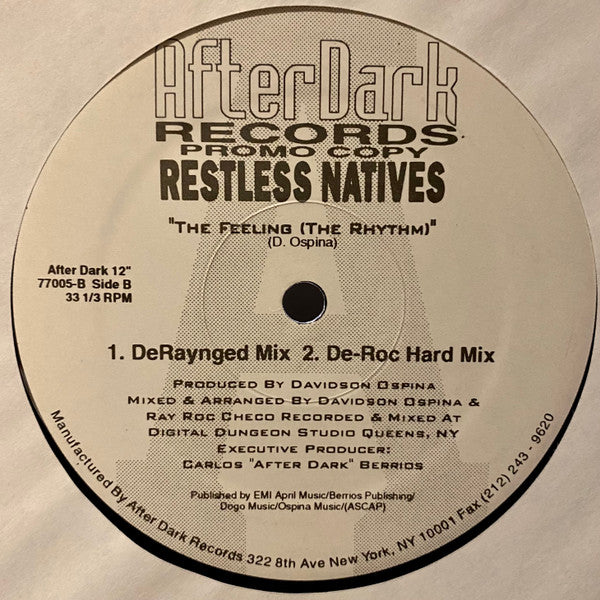 AfterDark
RECORDS
PROMO COPY
RESTLESS NATIVES
"The Feeling (The Rhythm)"
(D. Ospina)
After Dark 12"
77005-B Side B
33 1/3 RPM
1. DeRaynged Mix 2. De-Roc Hard Mix
Produced By Davidson Ospina
Mixed & Arranged By Davidson Ospina &
Ray Roc Checo Recorded & Mixed At
Digital Dungeon Studio Queens, NY
Executive Producer:
Carlos "After Dark" Berrios
Published by EMI April Music/Berrios Publishing/
Dogo Music/Ospina Music/(ASCAP)
Manufactured By After Dark Records 322 8th Ave New York, NY 10001 Fax (212) 243 - 9620